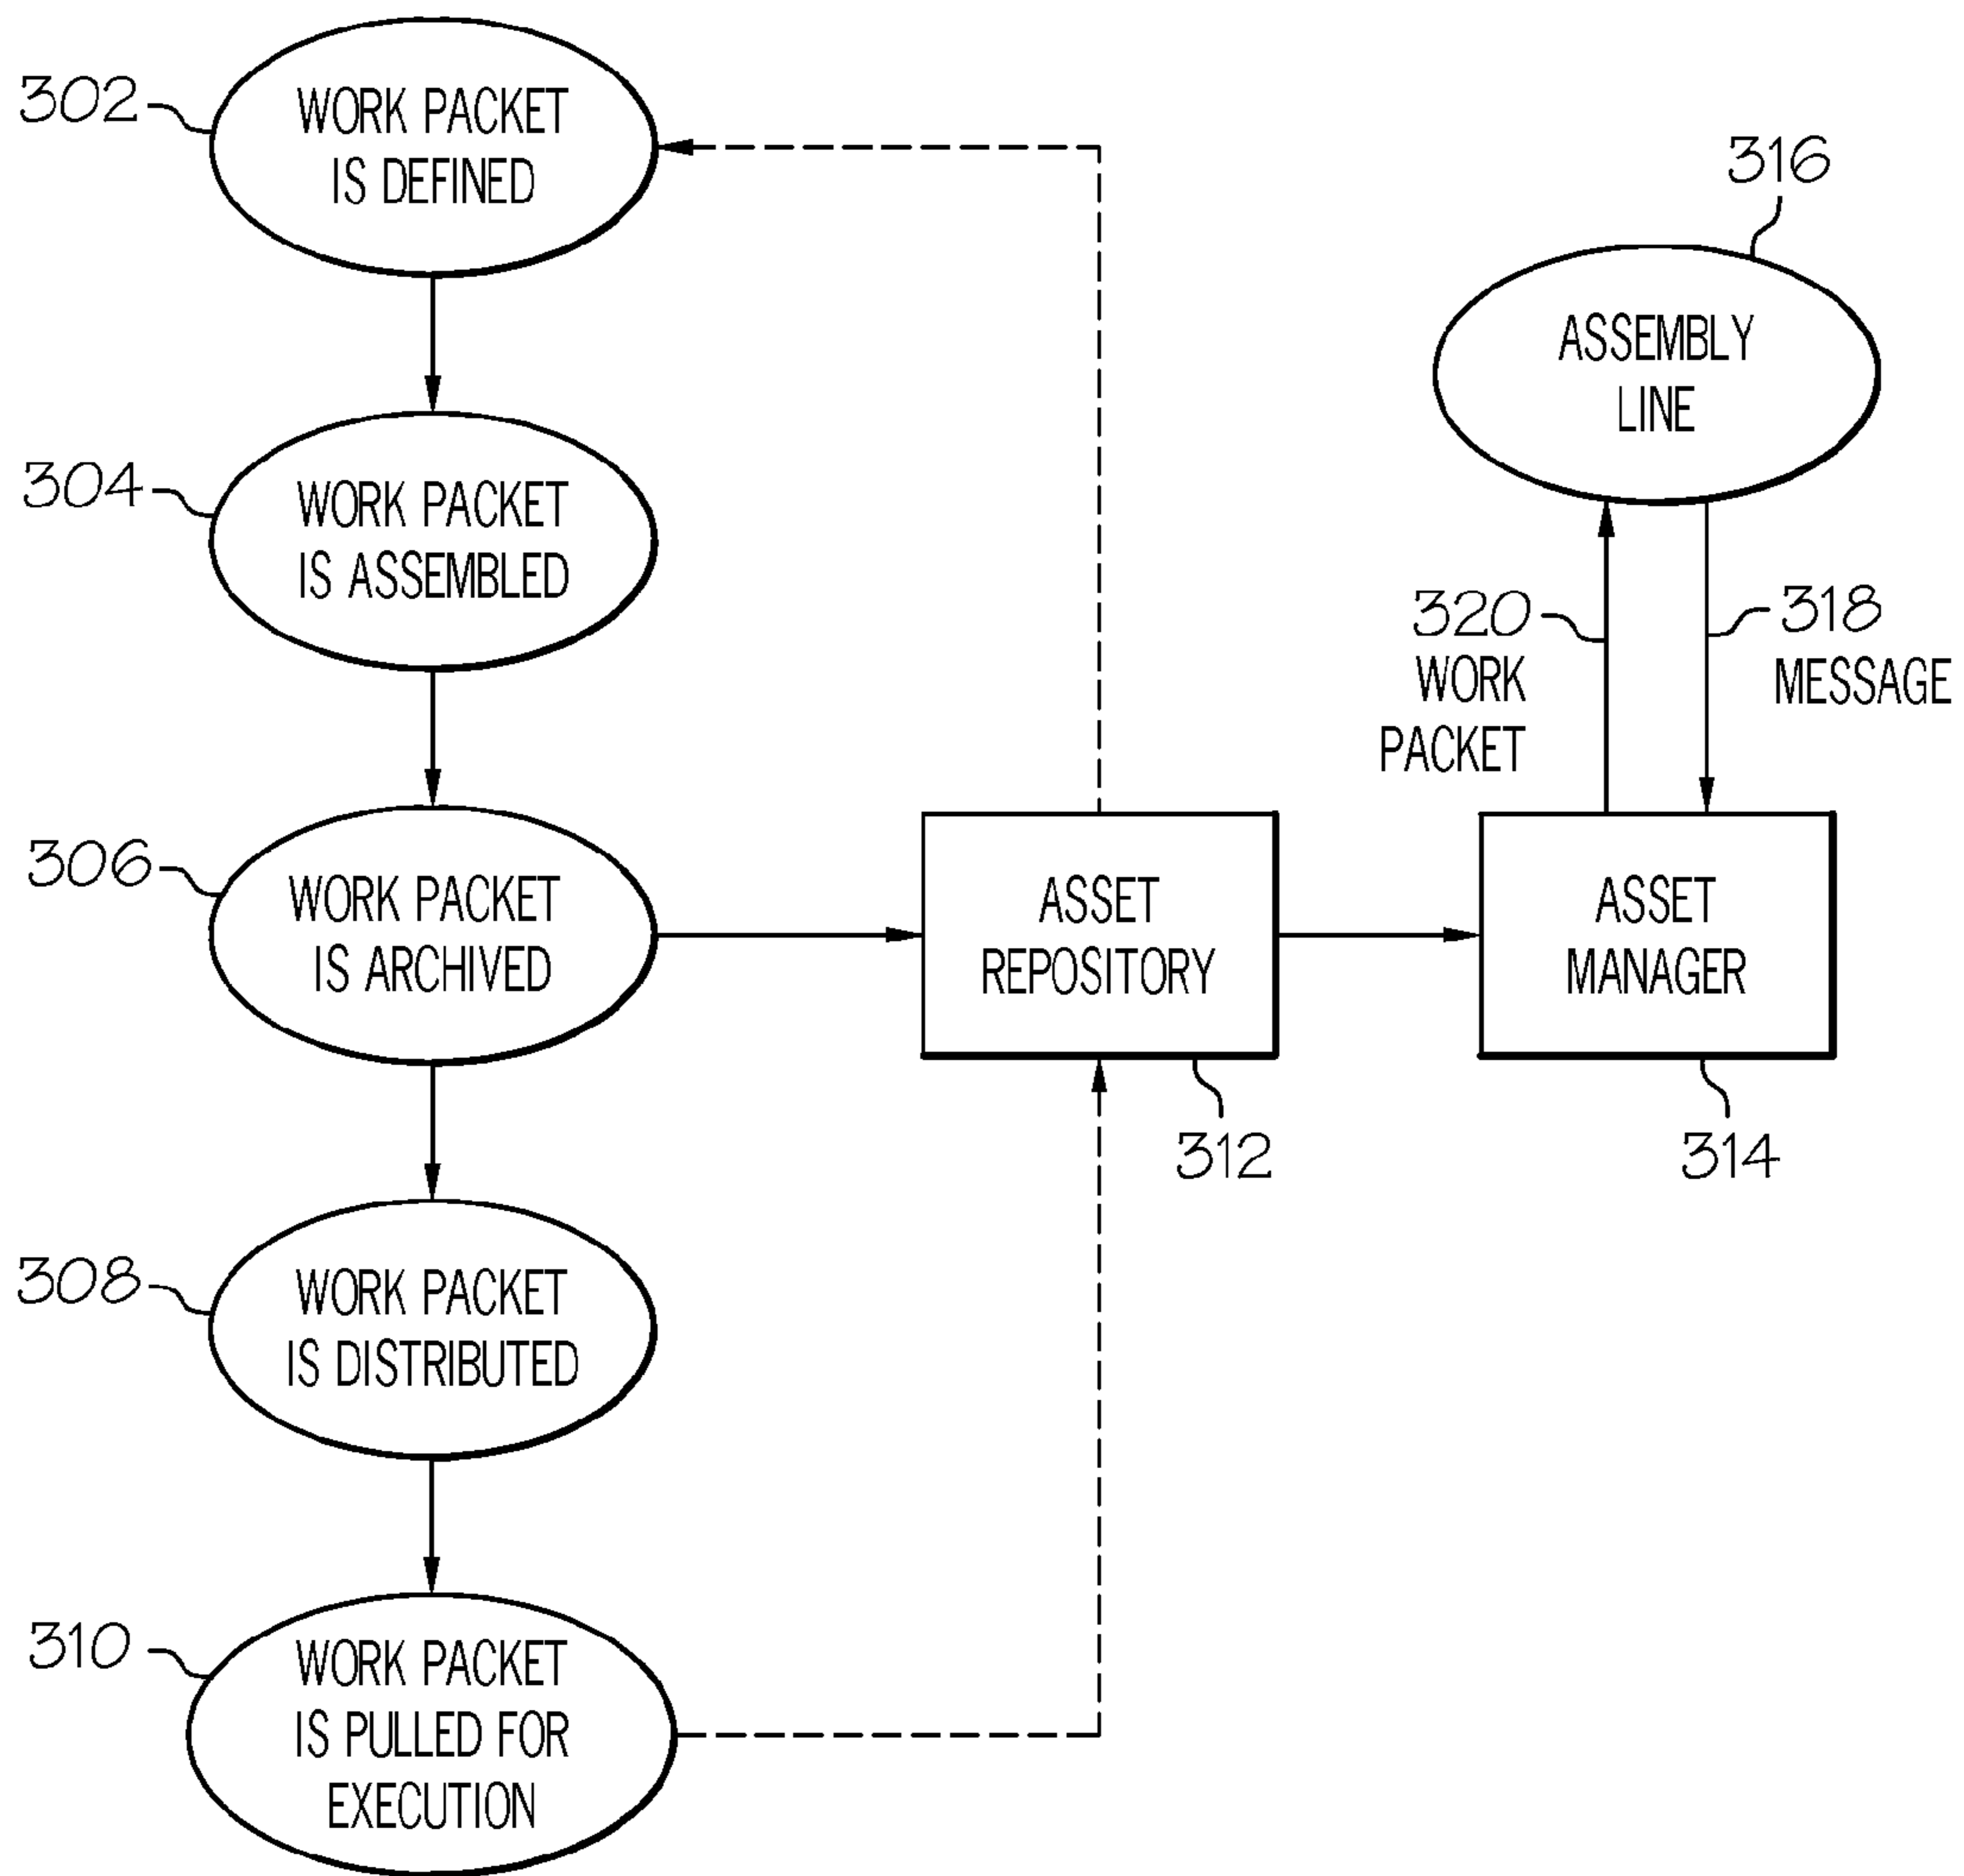 302
WORK PACKET
IS DEFINED
316
ASSEMBLY
LINE
304
WORK PACKET
IS ASSEMBLED
320
WORK
PACKET
318
MESSAGE
306
WORK PACKET
IS ARCHIVED
ASSET
REPOSITORY
312
ASSET
MANAGER
314
308
WORK PACKET
IS DISTRIBUTED
310
WORK PACKET
IS PULLED FOR
EXECUTION